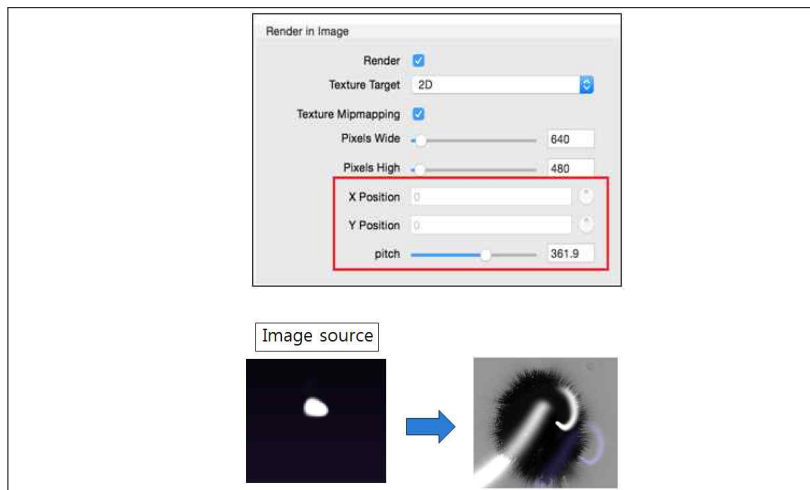 Render in Image
Render
Texture Target 2D
Texture Mipmapping
Pixels Wide 640
Pixels High 480
X Position 0
Y Position 0
pitch 361.9
Image source